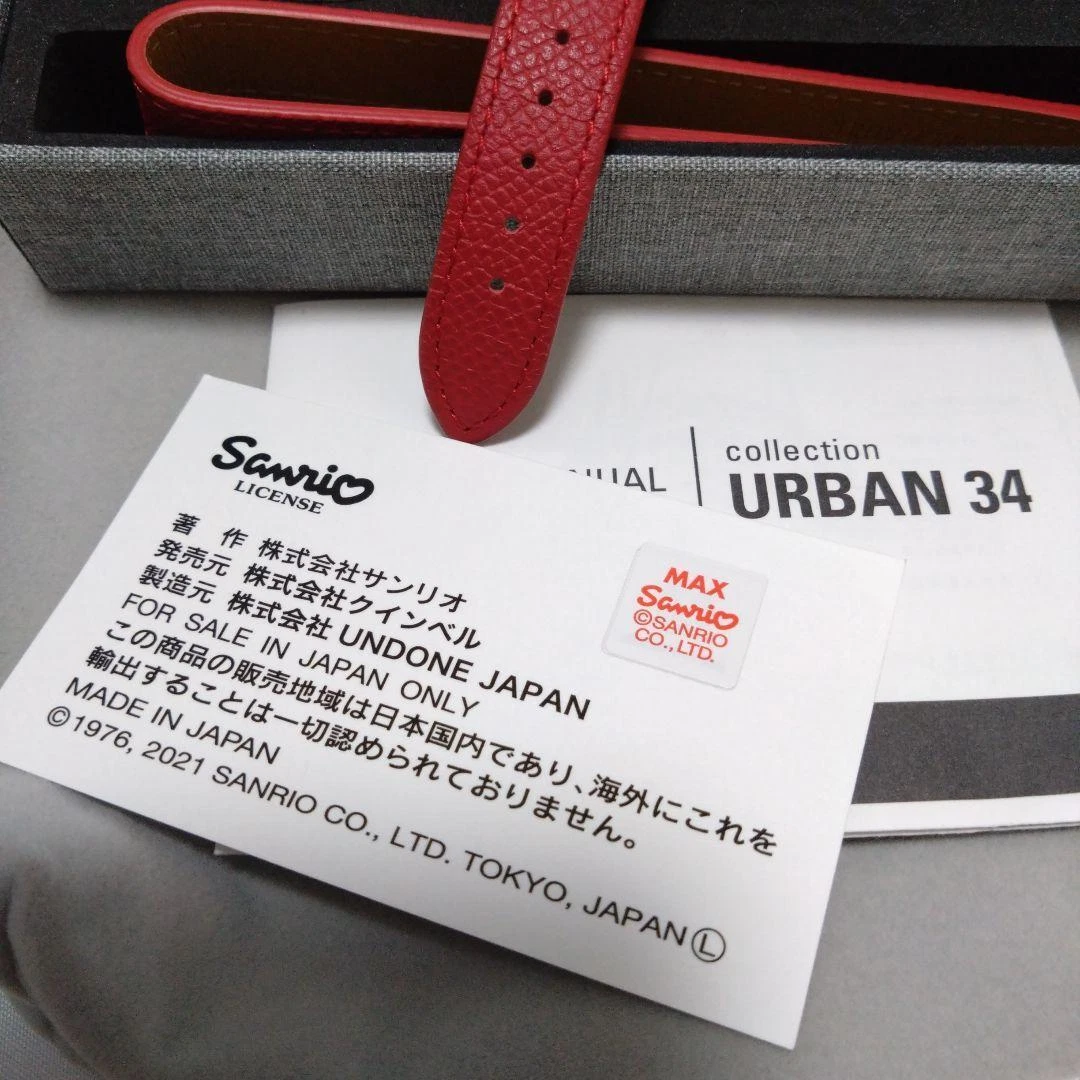 collection
URBAN 34
Sanrio
LICENSE
著 作 株式会社サンリオ
発売元 株式会社クインベル
製造元 株式会社 UNDONE JAPAN
FOR SALE IN JAPAN ONLY
この商品の販売地域は日本国内であり、海外にこれを
輸出することは一切認められておりません。
MADE IN JAPAN
©1976, 2021 SANRIO CO., LTD. TOKYO, JAPAN Ⓛ
MAX
Sanrio
©SANRIO
CO., LTD.